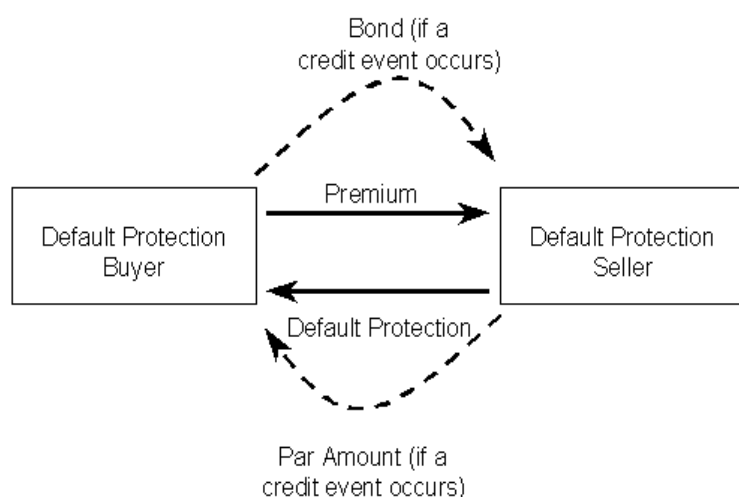 Bond (if a
credit event
occurs)
Premium
Default Protection
Buyer
Default Protection
Seller
Default Protection
Par Amount (if a
credit event occurs)